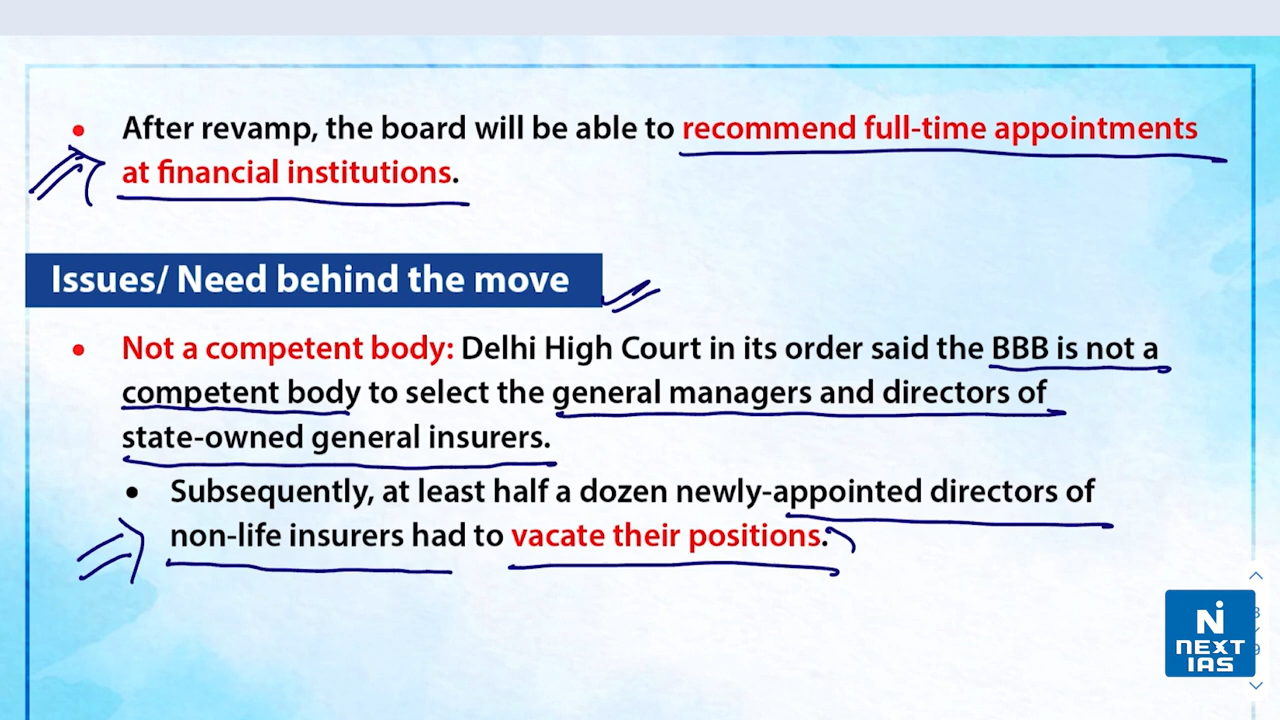 • After revamp, the board will be able to recommend full-time appointments
at financial institutions.
Issues/ Need behind the move
• Not a competent body: Delhi High Court in its order said the BBB is not a
competent body to select the general managers and directors of
state-owned general insurers.
• Subsequently, at least half a dozen newly-appointed directors of
non-life insurers had to vacate their positions.
NEXT
IAS